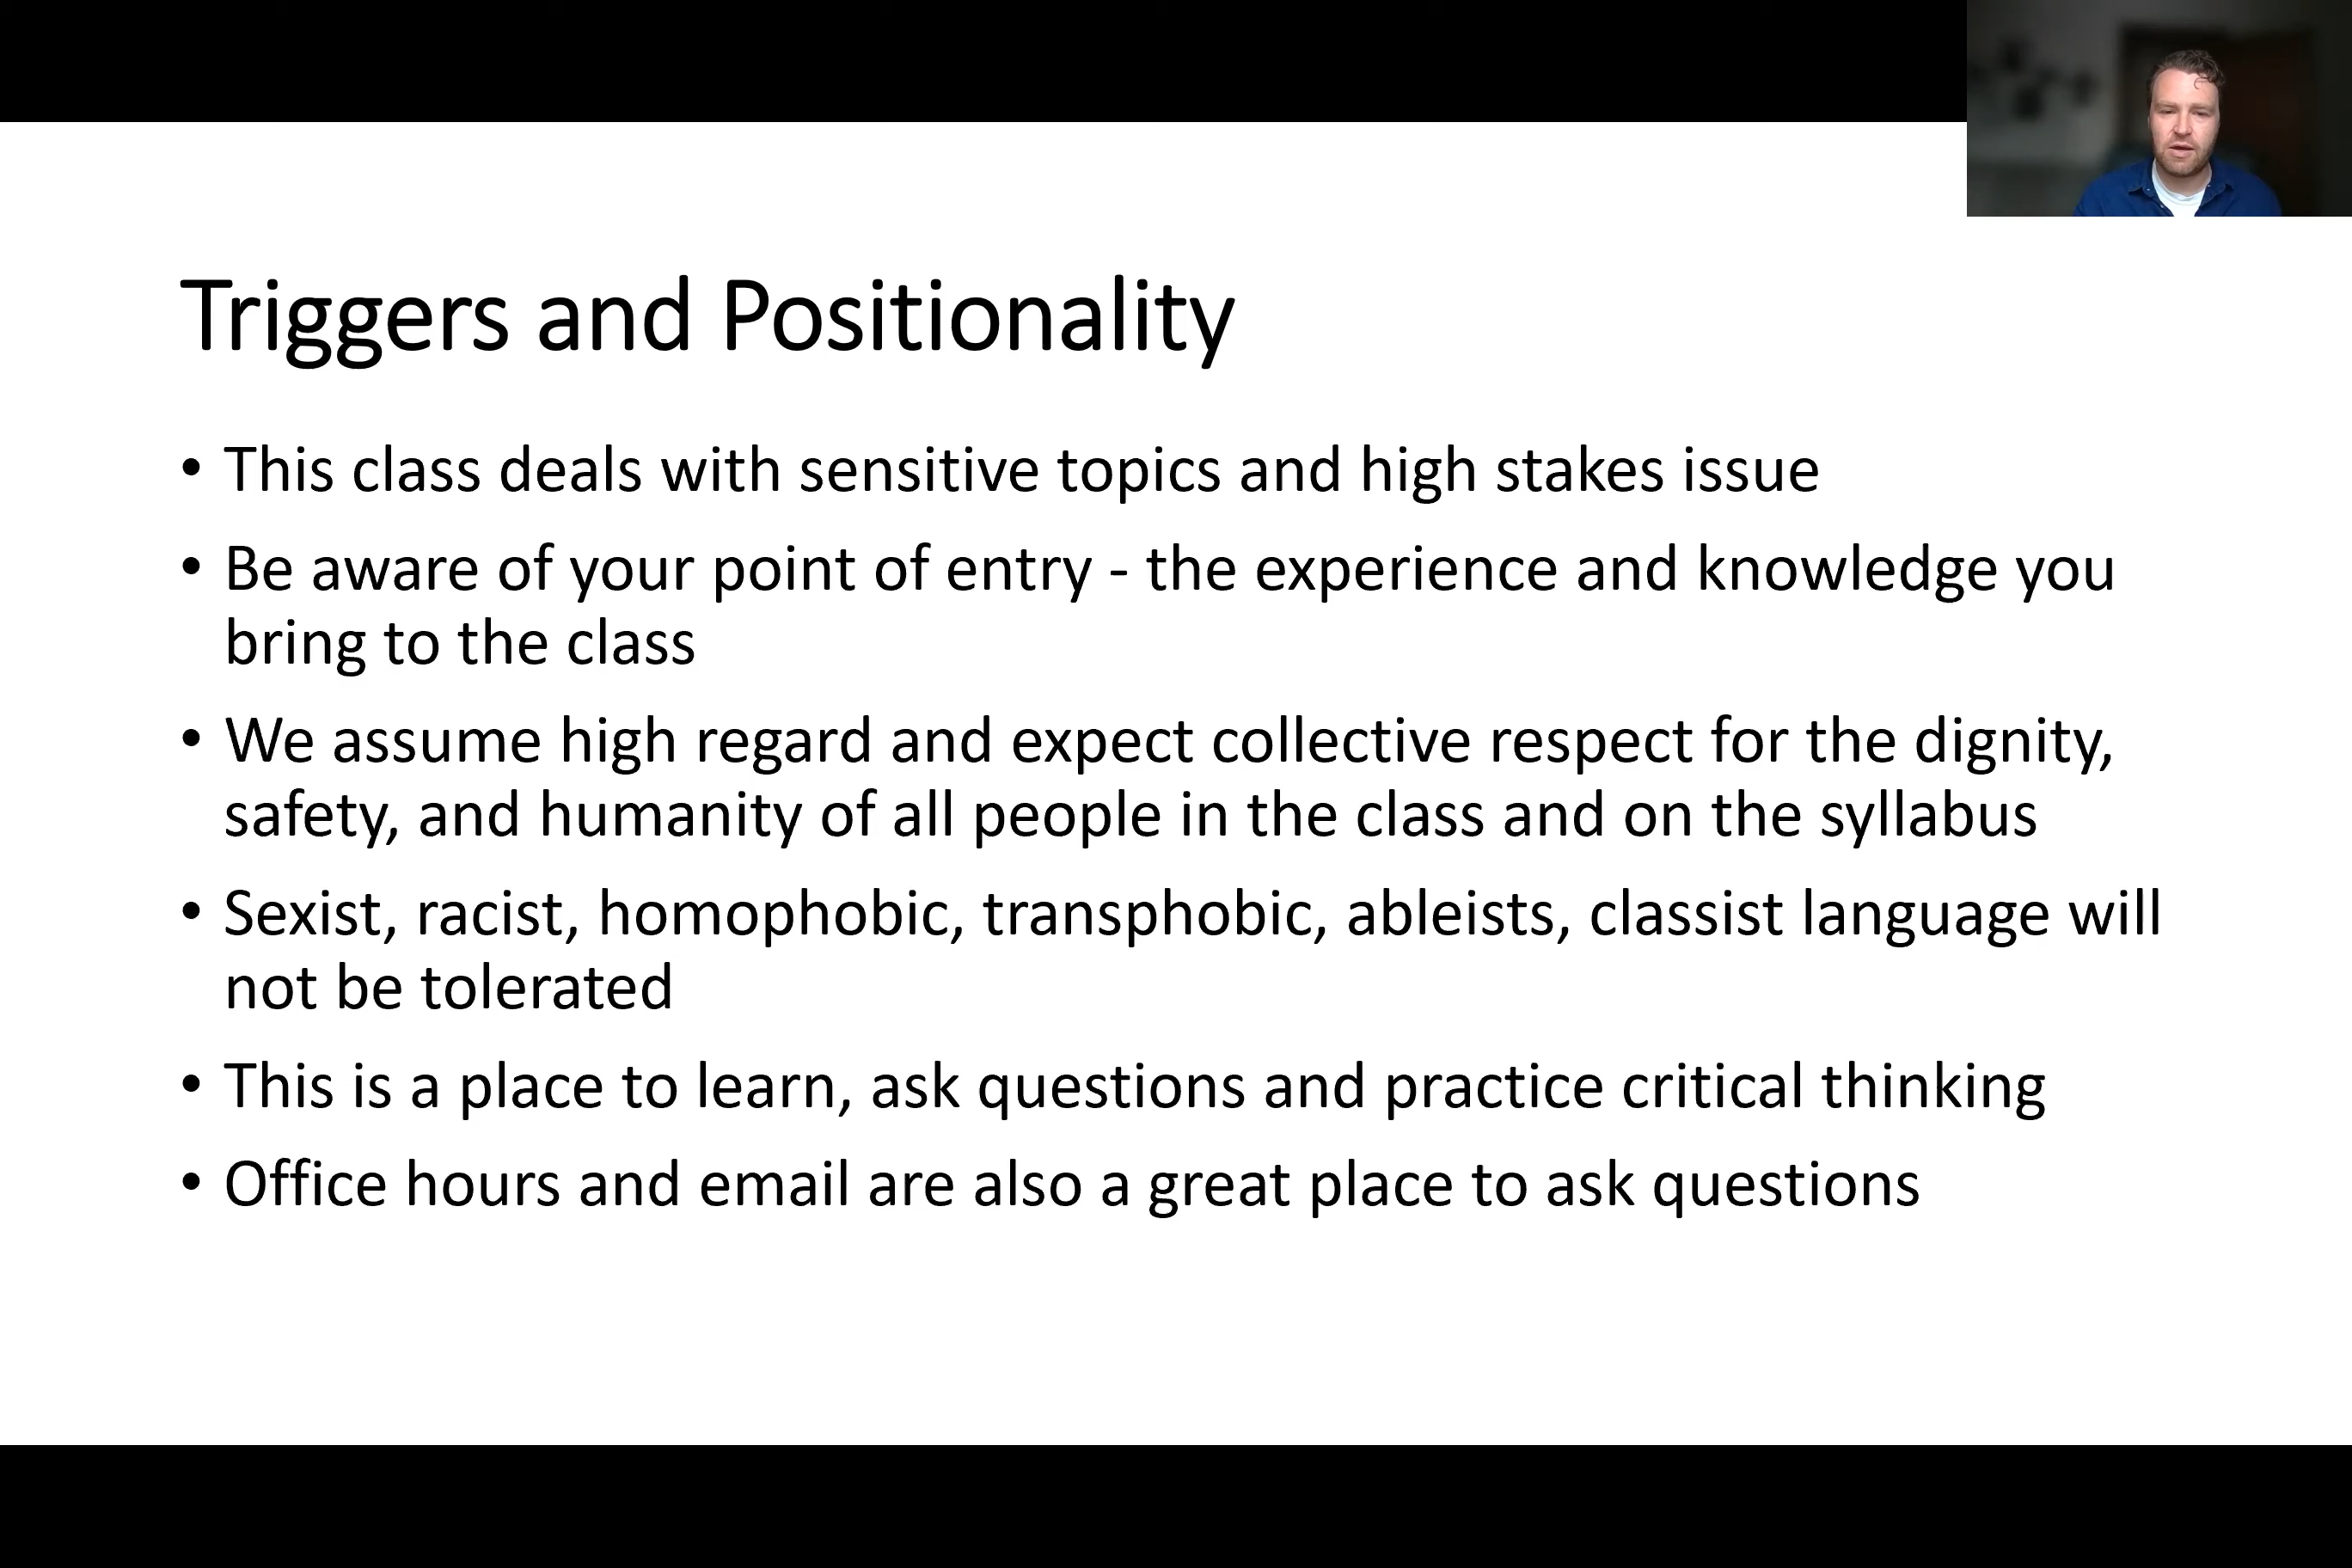 Triggers and Positionality
• This class deals with sensitive topics and high stakes issue
• Be aware of your point of entry - the experience and knowledge you
bring to the class
• We assume high regard and expect collective respect for the dignity,
safety, and humanity of all people in the class and on the syllabus
• Sexist, racist, homophobic, transphobic, ableists, classist language will
not be tolerated
• This is a place to learn, ask questions and practice critical thinking
• Office hours and email are also a great place to ask questions